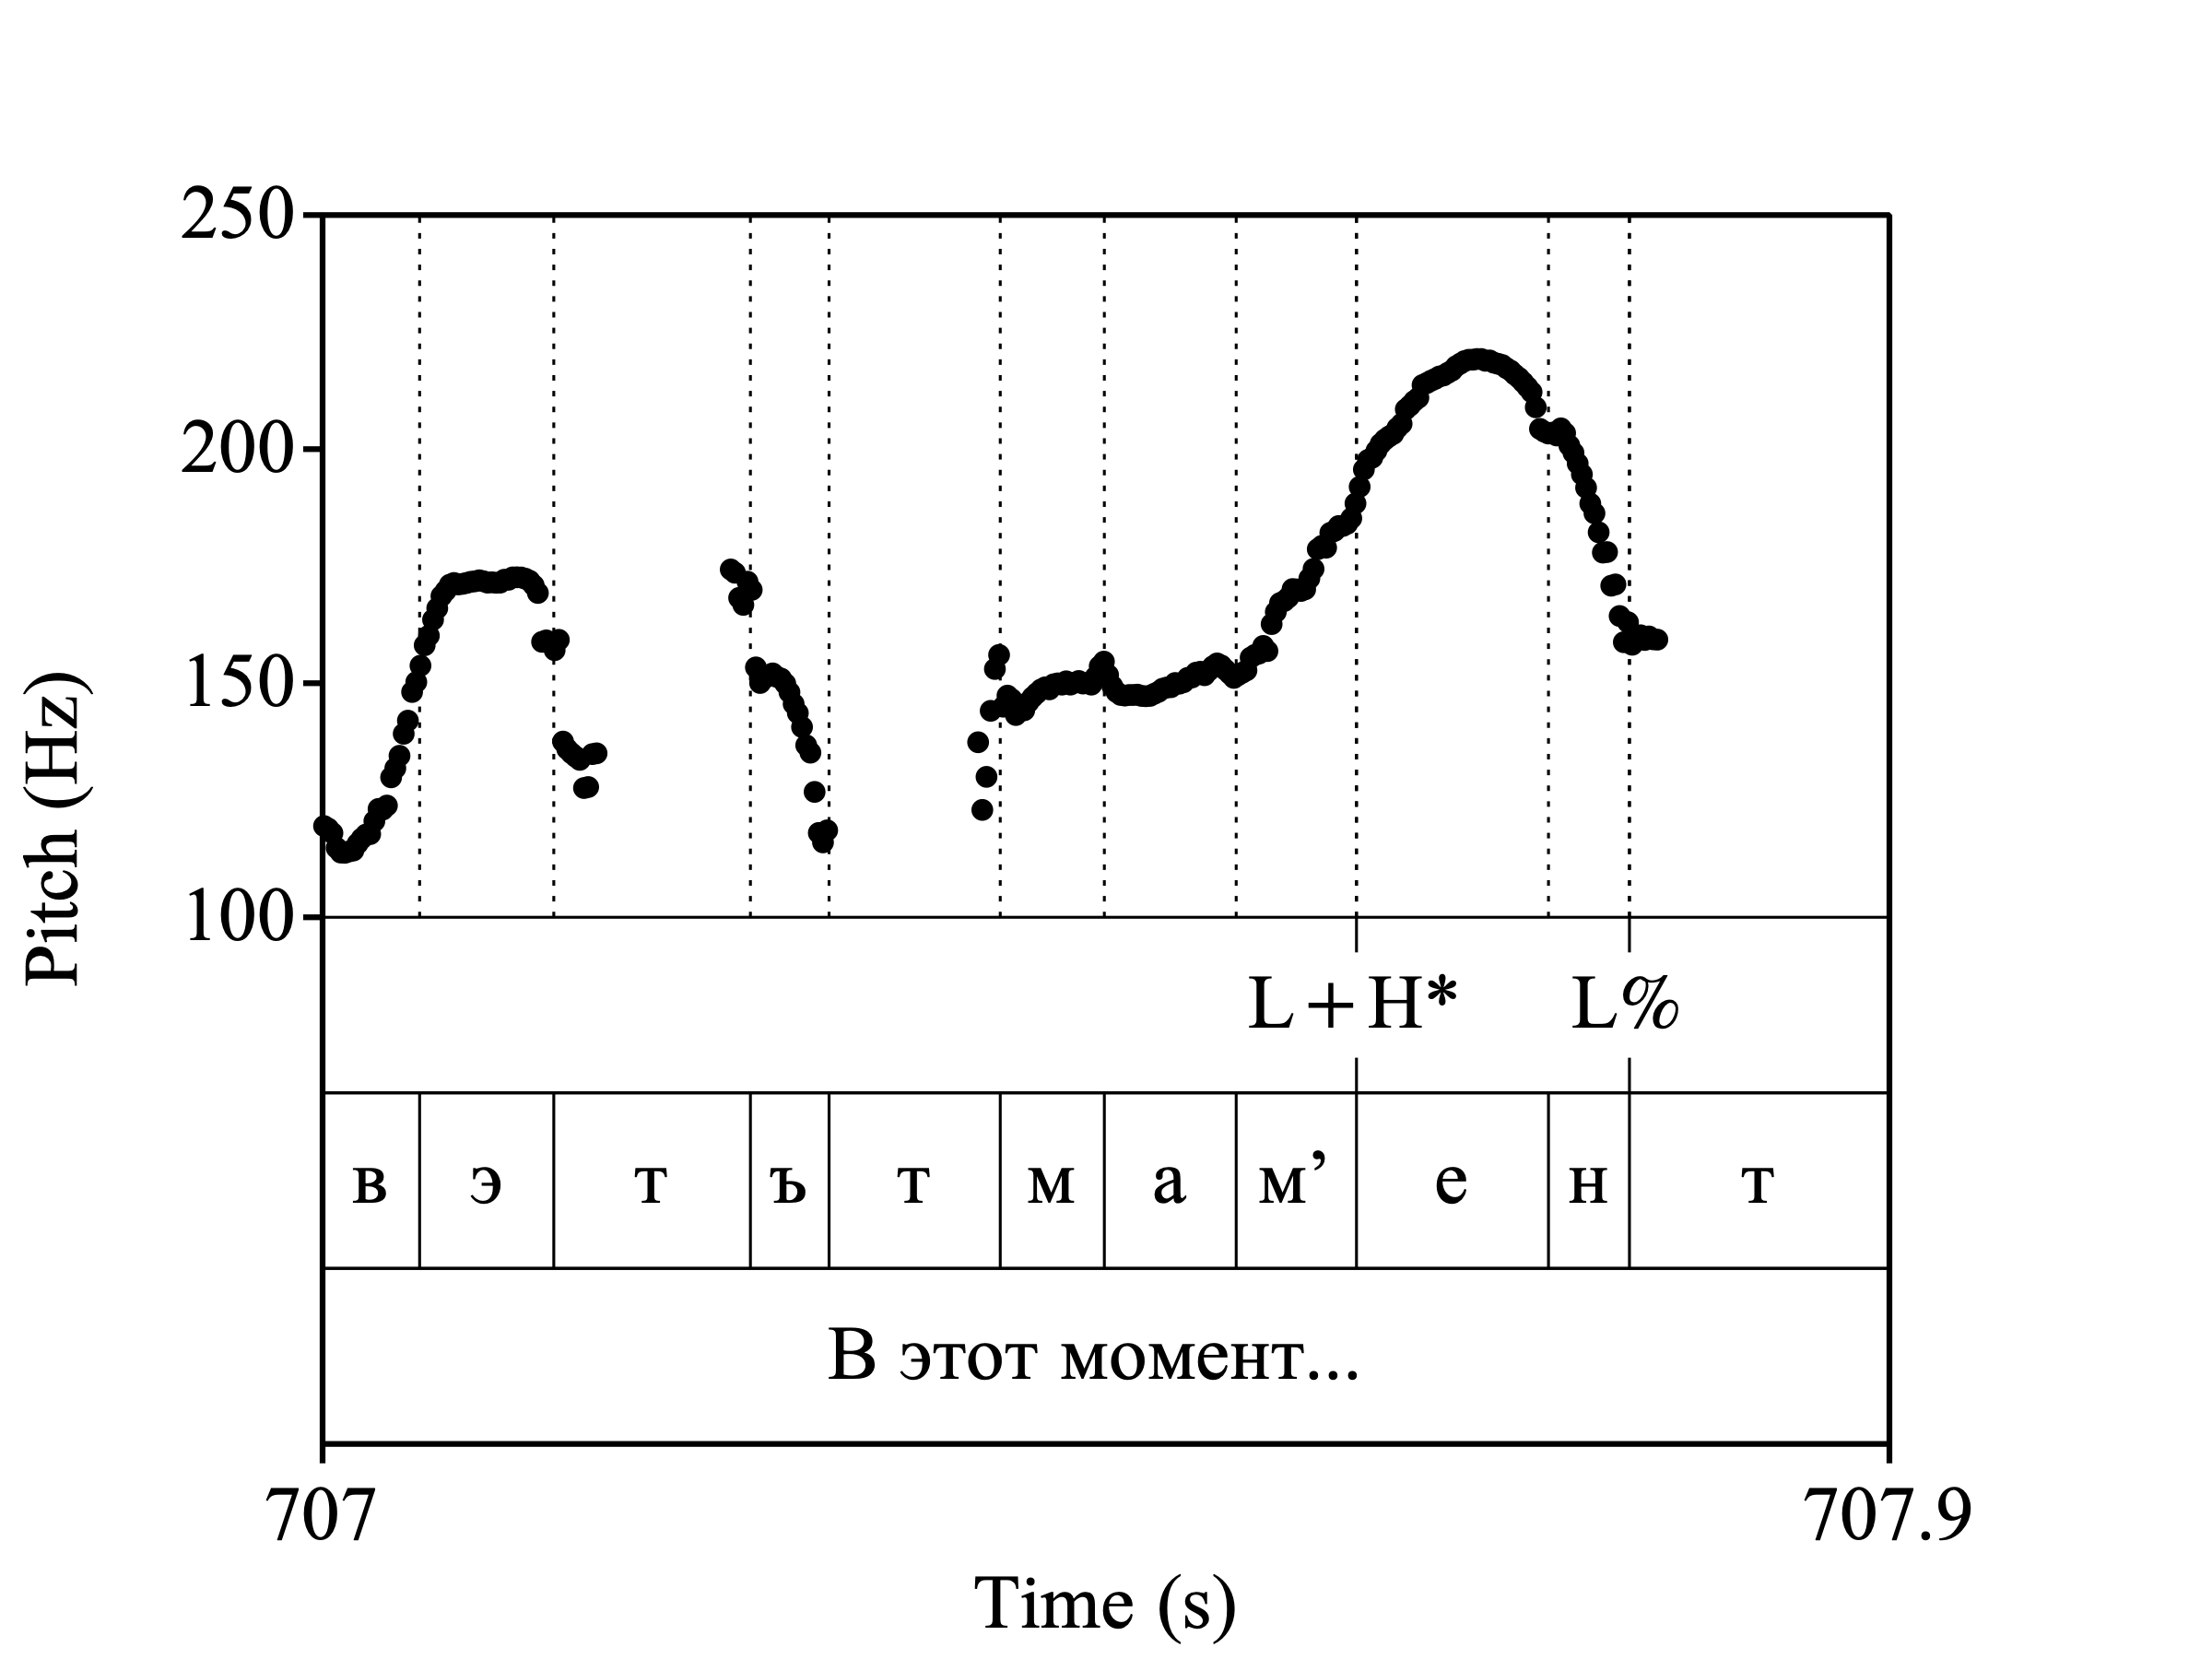 250
200
150
100
Pitch (Hz)
L+H* L%
в э т ъ т м а м’ е н т
В этот момент...
707 707.9
Time (s)